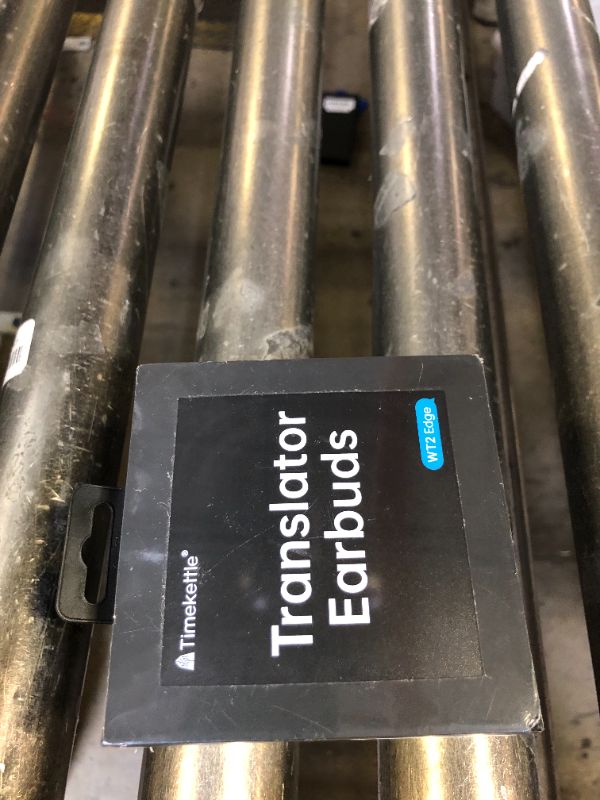 Timekettle®
Translator
Earbuds
WT2 Edge